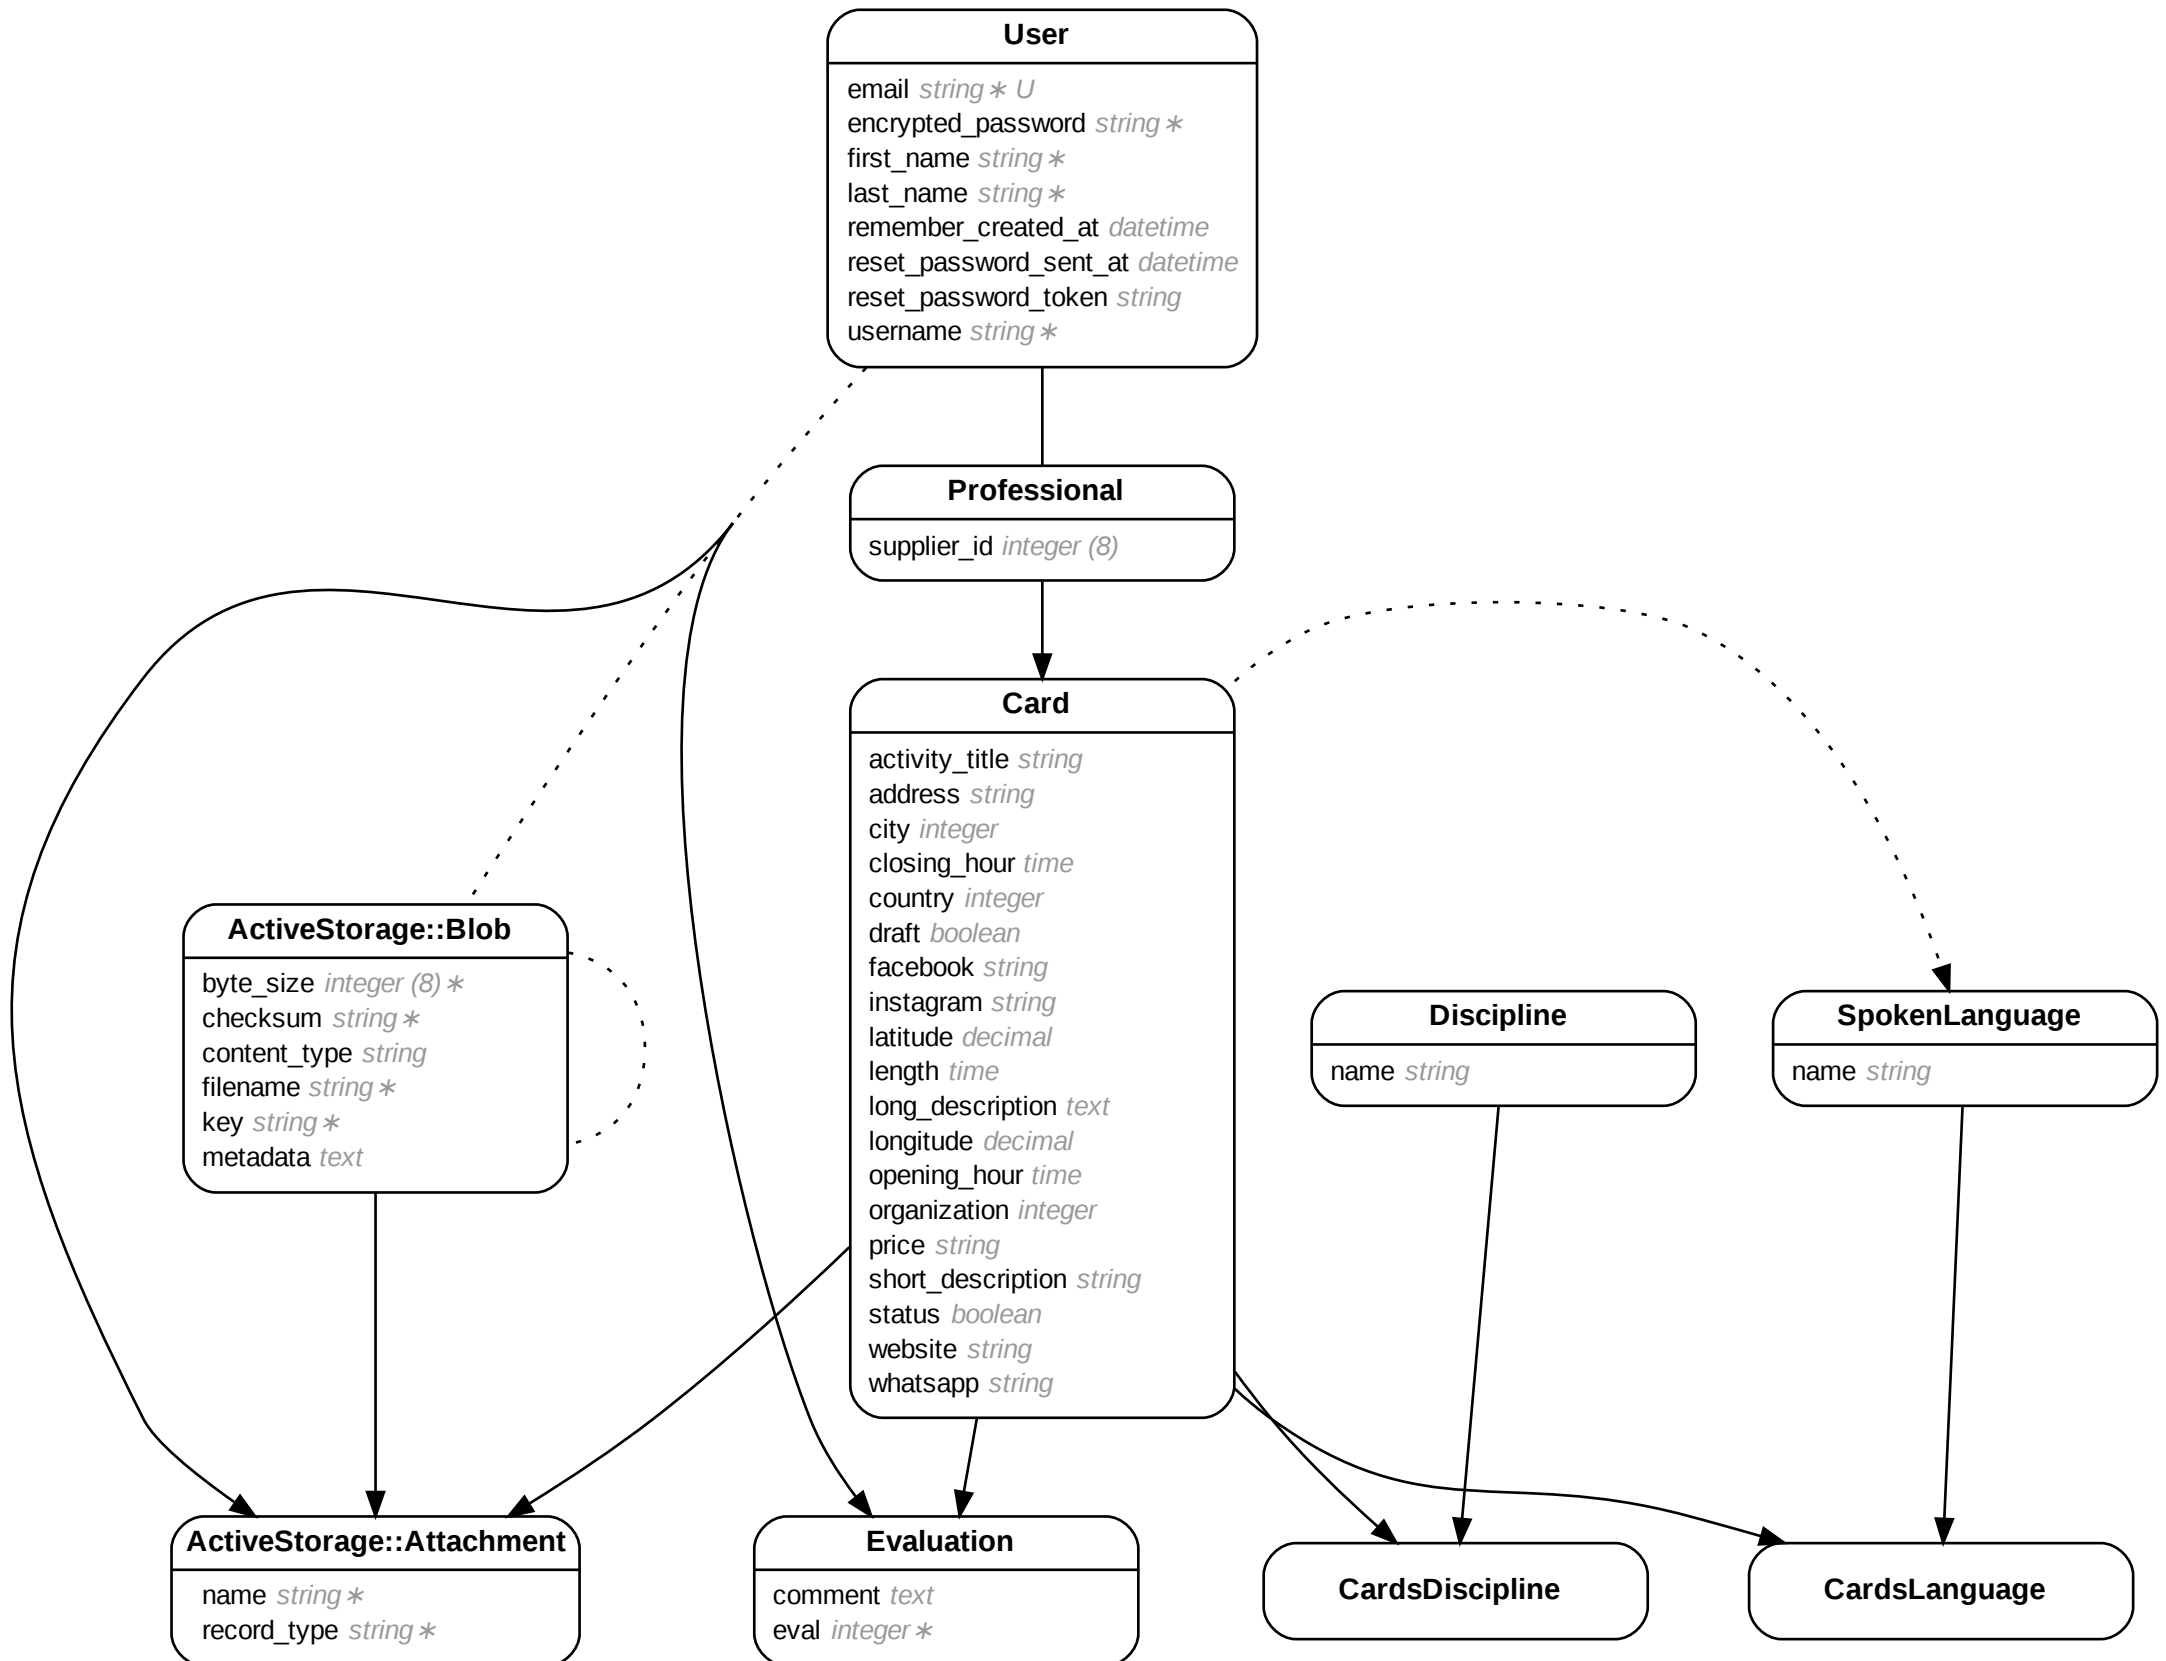 User
email string∗ U
encrypted_password string∗
first_name string∗
last_name string∗
remember_created_at datetime
reset_password_sent_at datetime
reset_password_token string
username string∗
Professional
supplier_id integer (8)
Card
activity_title string
address string
city integer
closing_hour time
country integer
draft boolean
facebook string
instagram string
latitude decimal
length time
long_description text
longitude decimal
opening_hour time
organization integer
price string
short_description string
status boolean
website string
whatsapp string
ActiveStorage::Blob
byte_size integer (8)∗
checksum string∗
content_type string
filename string∗
key string∗
metadata text
Discipline
name string
SpokenLanguage
name string
ActiveStorage::Attachment
name string∗
record_type string∗
Evaluation
comment text
eval integer∗
CardsDiscipline
CardsLanguage